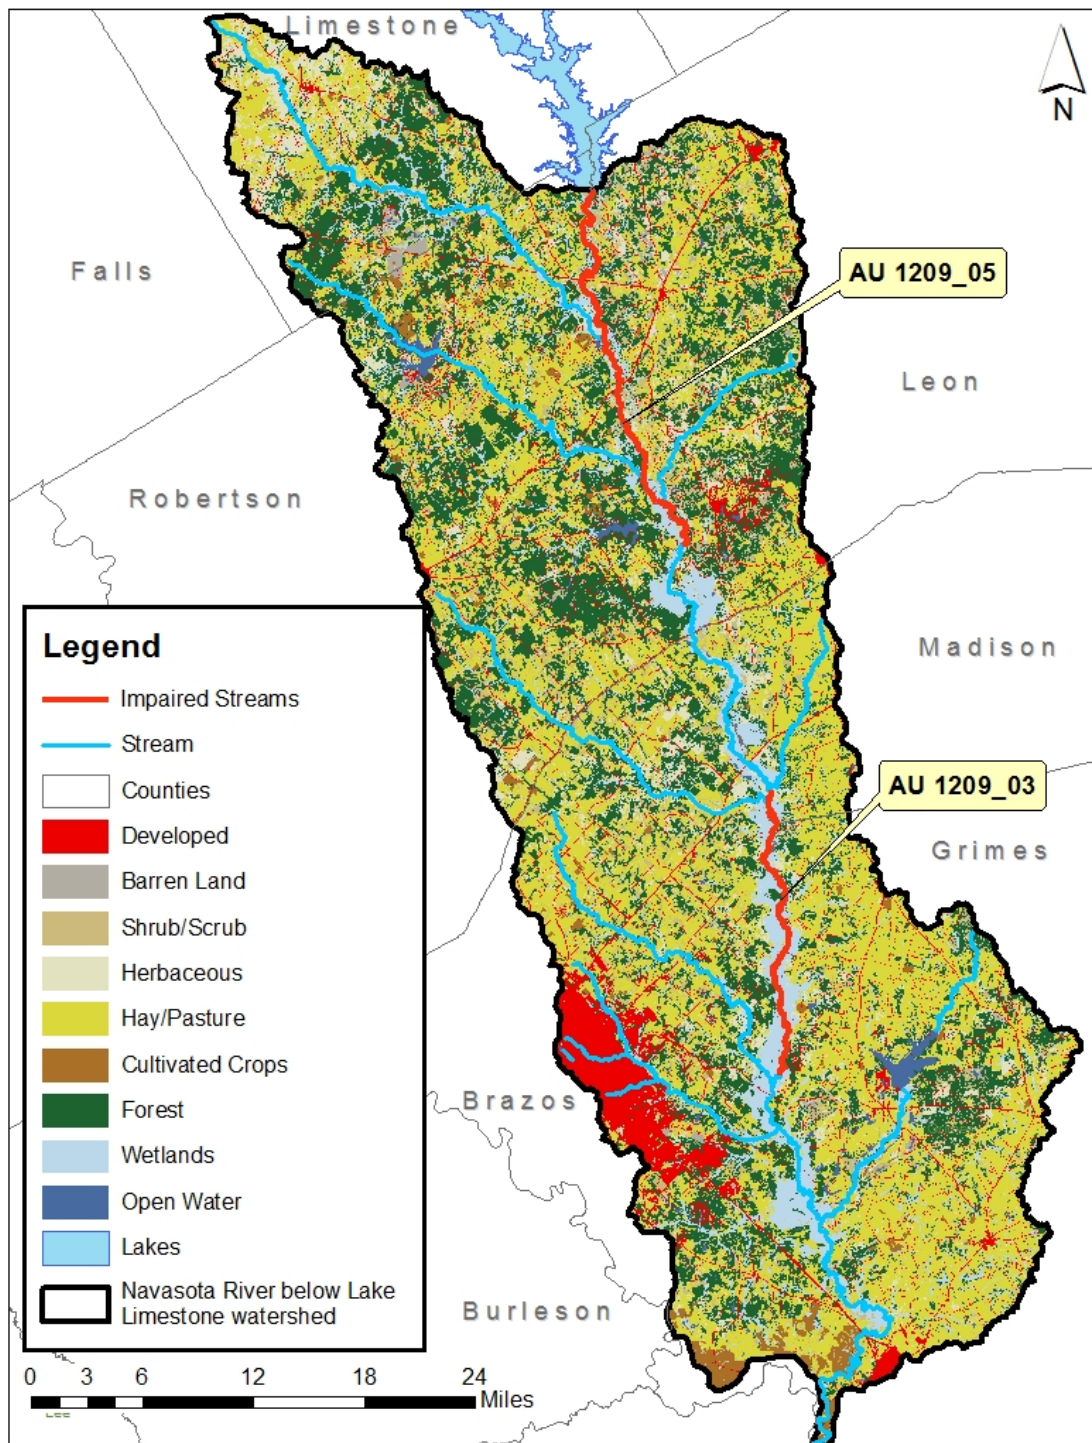 Limestone
N
Falls
AU 1209_05
Leon
Robertson
Madison
Legend
Impaired Streams
Stream
Counties
Developed
Barren Land
Shrub/Scrub
Herbaceous
Hay/Pasture
Cultivated Crops
Forest
Wetlands
Open Water
Lakes
Navasota River below Lake
Limestone watershed
AU 1209_03
Grimes
Brazos
Burleson
0 3 6 12 18 24
Miles